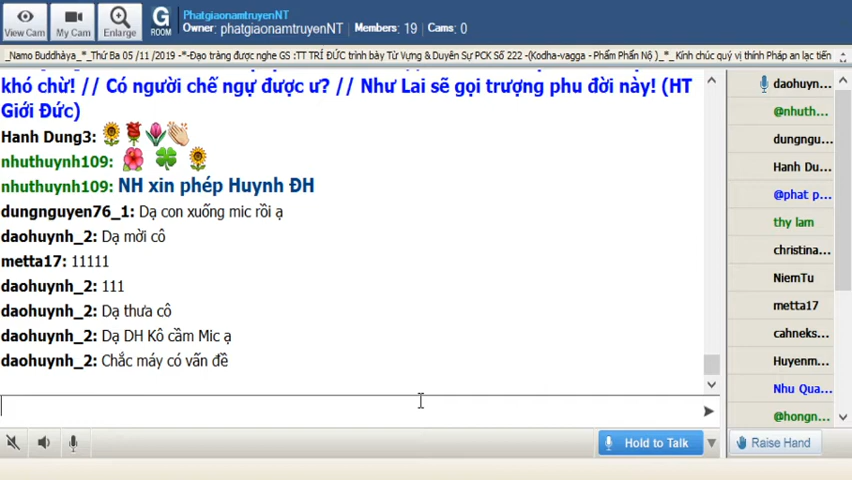 View Cam
My Cam
Enlarge
G
ROOM
PhatgiaonamtruyenNT
Owner: phatgiaonamtruyenNT Members: 19 Cams: 0
_Namo Buddhàya_*_Thứ Ba 05 /11 /2019 -*-Đạo tràng được nghe GS :TT TRÍ ĐỨC trình bày Từ Vựng & Duyên Sự PCK Số 222 -(Kodha-vagga - Phẩm Phẫn Nộ )_*_ Kính chúc quý vị thính Pháp an lạc tiến
khó chừ! // Có người chế ngự được ư? // Như Lai sẽ gọi trượng phu đời này! (HT
Giới Đức)
Hanh Dung3:
nhuthuynh109:
nhuthuynh109: NH xin phép Huynh ĐH
dungnguyen76_1: Dạ con xuống mic rồi ạ
daohuynh_2: Dạ mời cô
metta17: 11111
daohuynh_2: 111
daohuynh_2: Dạ thưa cô
daohuynh_2: Dạ DH Kô cầm Mic ạ
daohuynh_2: Chắc máy có vấn đề
Hold to Talk
daohuyn...
@nhuth...
dungngu...
Hanh Du...
@phat p...
thy lam
christina...
NiemTu
metta17
cahneks...
Huyenm...
Nhu Qua...
@hongn...
Raise Hand